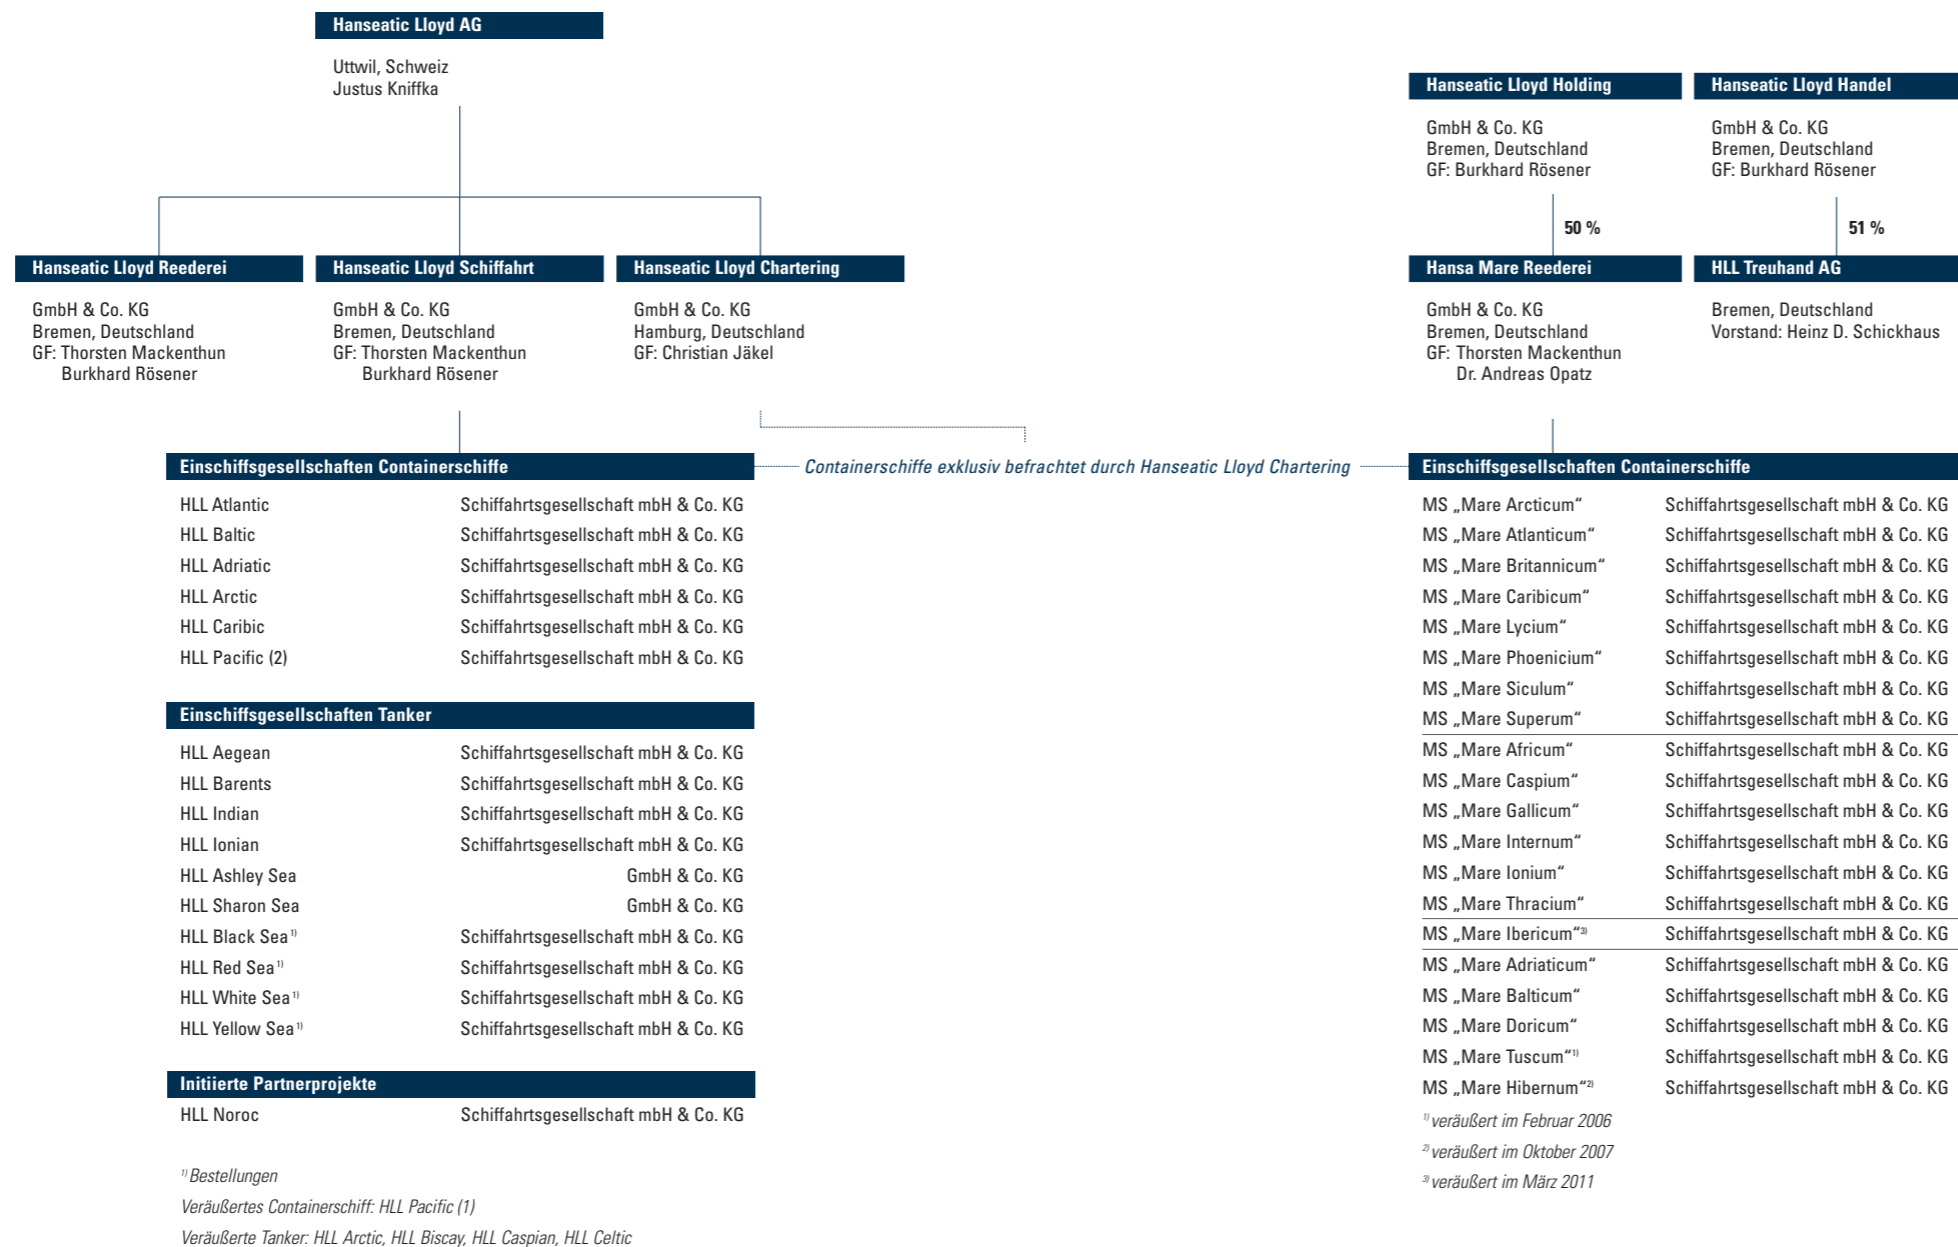 Hanseatic Lloyd AG
Uttwil, Schweiz
Justus Kniffka
Hanseatic Lloyd Holding
GmbH & Co. KG
Bremen, Deutschland
GF: Burkhard Rösener
Hanseatic Lloyd Handel
GmbH & Co. KG
Bremen, Deutschland
GF: Burkhard Rösener
50 %
51 %
Hanseatic Lloyd Reederei
GmbH & Co. KG
Bremen, Deutschland
GF: Thorsten Mackenthun
Burkhard Rösener
Hanseatic Lloyd Schiffahrt
GmbH & Co. KG
Bremen, Deutschland
GF: Thorsten Mackenthun
Burkhard Rösener
Hanseatic Lloyd Chartering
GmbH & Co. KG
Hamburg, Deutschland
GF: Christian Jäkel
Hansa Mare Reederei
GmbH & Co. KG
Bremen, Deutschland
GF: Thorsten Mackenthun
Dr. Andreas Opatz
HLL Treuhand AG
Bremen, Deutschland
Vorstand: Heinz D. Schickhaus
Einschiffsgesellschaften Containerschiffe
HLL Atlantic Schiffahrtsgesellschaft mbH & Co. KG
HLL Baltic Schiffahrtsgesellschaft mbH & Co. KG
HLL Adriatic Schiffahrtsgesellschaft mbH & Co. KG
HLL Arctic Schiffahrtsgesellschaft mbH & Co. KG
HLL Caribic Schiffahrtsgesellschaft mbH & Co. KG
HLL Pacific (2) Schiffahrtsgesellschaft mbH & Co. KG
Einschiffsgesellschaften Tanker
HLL Aegean Schiffahrtsgesellschaft mbH & Co. KG
HLL Barents Schiffahrtsgesellschaft mbH & Co. KG
HLL Indian Schiffahrtsgesellschaft mbH & Co. KG
HLL Ionian Schiffahrtsgesellschaft mbH & Co. KG
HLL Ashley Sea GmbH & Co. KG
HLL Sharon Sea GmbH & Co. KG
HLL Black Sea 1) Schiffahrtsgesellschaft mbH & Co. KG
HLL Red Sea 1) Schiffahrtsgesellschaft mbH & Co. KG
HLL White Sea 1) Schiffahrtsgesellschaft mbH & Co. KG
HLL Yellow Sea 1) Schiffahrtsgesellschaft mbH & Co. KG
Initiierte Partnerprojekte
HLL Noroc Schiffahrtsgesellschaft mbH & Co. KG
1) Bestellungen
Veräußertes Containerschiff: HLL Pacific (1)
Veräußerte Tanker: HLL Arctic, HLL Biscay, HLL Caspian, HLL Celtic
Containerschiffe exklusiv befrachtet durch Hanseatic Lloyd Chartering
Einschiffsgesellschaften Containerschiffe
MS „Mare Arcticum“ Schiffahrtsgesellschaft mbH & Co. KG
MS „Mare Atlanticum“ Schiffahrtsgesellschaft mbH & Co. KG
MS „Mare Britannicum“ Schiffahrtsgesellschaft mbH & Co. KG
MS „Mare Caribicum“ Schiffahrtsgesellschaft mbH & Co. KG
MS „Mare Lycium“ Schiffahrtsgesellschaft mbH & Co. KG
MS „Mare Phoenicium“ Schiffahrtsgesellschaft mbH & Co. KG
MS „Mare Siculum“ Schiffahrtsgesellschaft mbH & Co. KG
MS „Mare Superum“ Schiffahrtsgesellschaft mbH & Co. KG
MS „Mare Africum“ Schiffahrtsgesellschaft mbH & Co. KG
MS „Mare Caspium“ Schiffahrtsgesellschaft mbH & Co. KG
MS „Mare Gallicum“ Schiffahrtsgesellschaft mbH & Co. KG
MS „Mare Internum“ Schiffahrtsgesellschaft mbH & Co. KG
MS „Mare Ionium“ Schiffahrtsgesellschaft mbH & Co. KG
MS „Mare Thracium“ Schiffahrtsgesellschaft mbH & Co. KG
MS „Mare Ibericum“3) Schiffahrtsgesellschaft mbH & Co. KG
MS „Mare Adriaticum“ Schiffahrtsgesellschaft mbH & Co. KG
MS „Mare Balticum“ Schiffahrtsgesellschaft mbH & Co. KG
MS „Mare Doricum“ Schiffahrtsgesellschaft mbH & Co. KG
MS „Mare Tuscum“1) Schiffahrtsgesellschaft mbH & Co. KG
MS „Mare Hibernum“2) Schiffahrtsgesellschaft mbH & Co. KG
1) veräußert im Februar 2006
2) veräußert im Oktober 2007
3) veräußert im März 2011